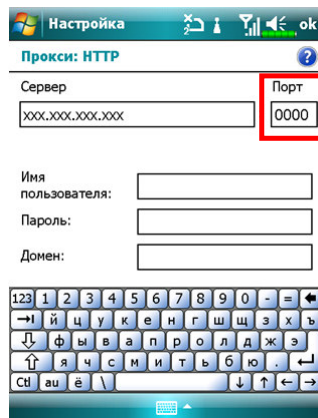 Настройка ok
Прокси: HTTP ?
Сервер Порт
xxx.xxx.xxx.xxx 0000
Имя
пользователя:
Пароль:
Домен:
123 1 2 3 4 5 6 7 8 9 0 - =
й ц у к е н г ш щ з х ъ
ф ы в а п р о л д ж э
я ч с м и т ь б ю .
Ctl au ё \